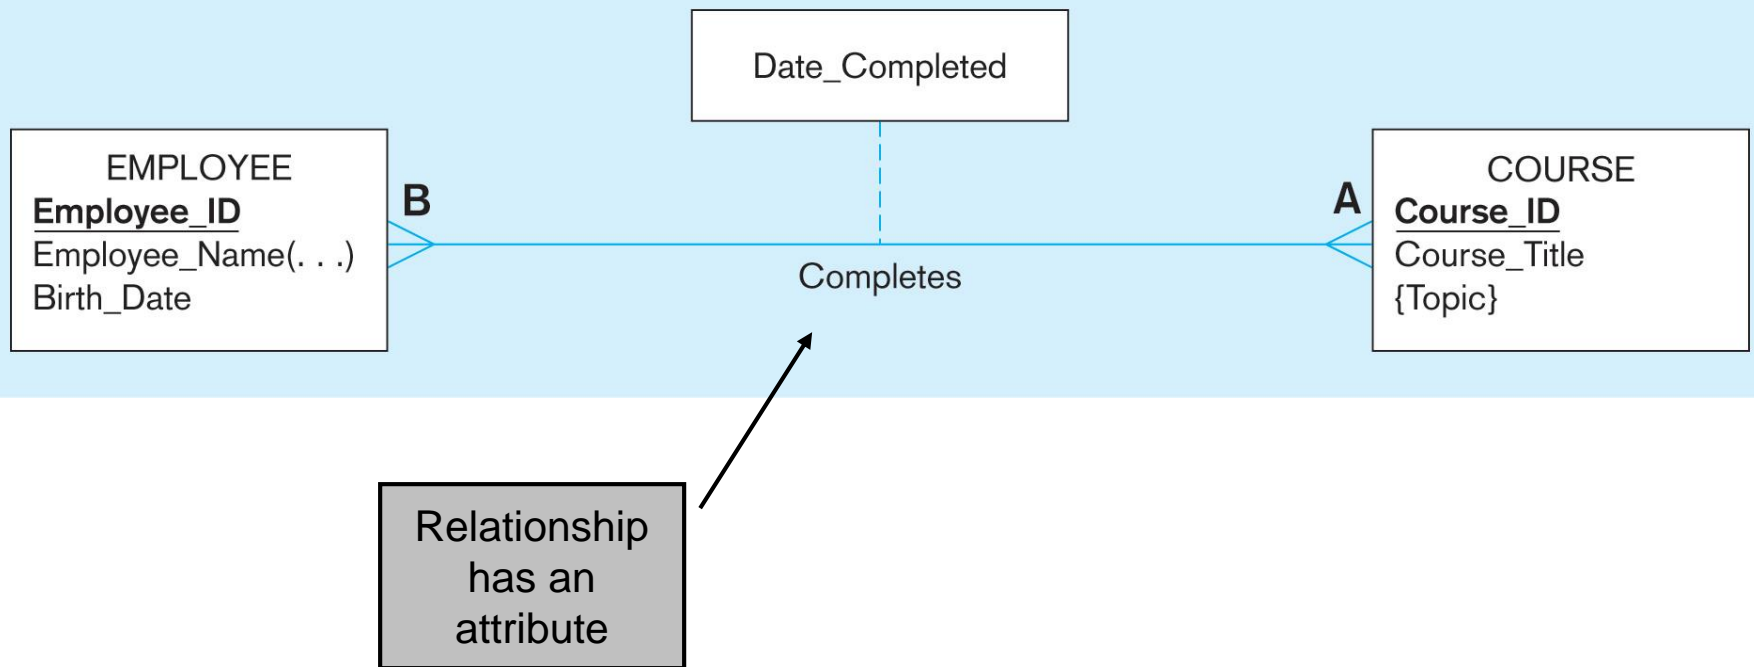 Date_Completed
EMPLOYEE
Employee_ID
Employee_Name(. . .)
Birth_Date
B
A
COURSE
Course_ID
Course_Title
{Topic}
Completes
Relationship
has an
attribute